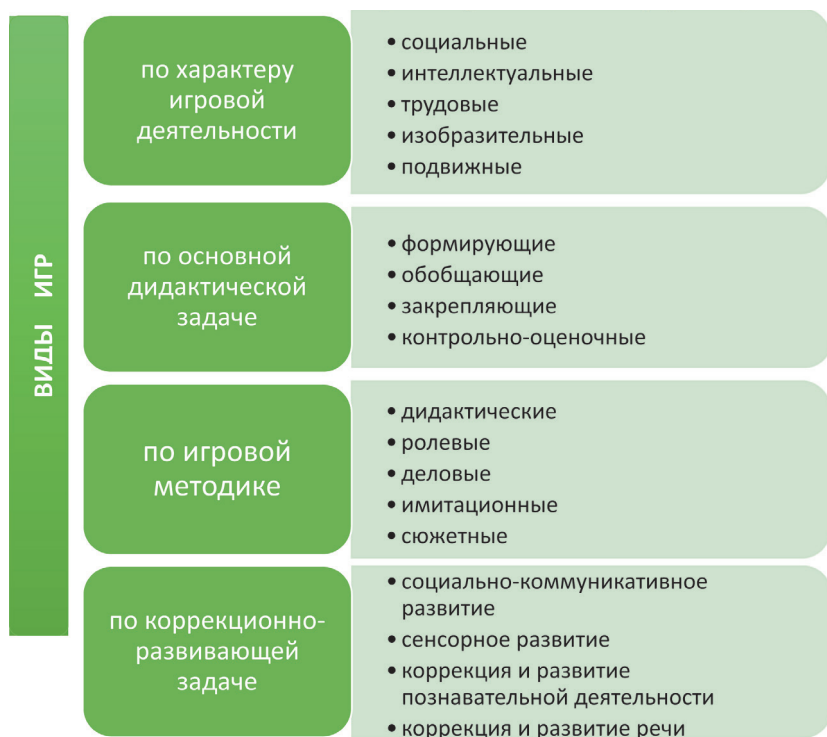 ВИДЫ ИГР
по характеру
игровой
деятельности
• социальные
• интеллектуальные
• трудовые
• изобразительные
• подвижные
по основной
дидактической
задаче
• формирующие
• обобщающие
• закрепляющие
• контрольно-оценочные
по игровой
методике
• дидактические
• ролевые
• деловые
• имитационные
• сюжетные
по коррекционно-
развивающей
задаче
• социально-коммуникативное
развитие
• сенсорное развитие
• коррекция и развитие
познавательной деятельности
• коррекция и развитие речи